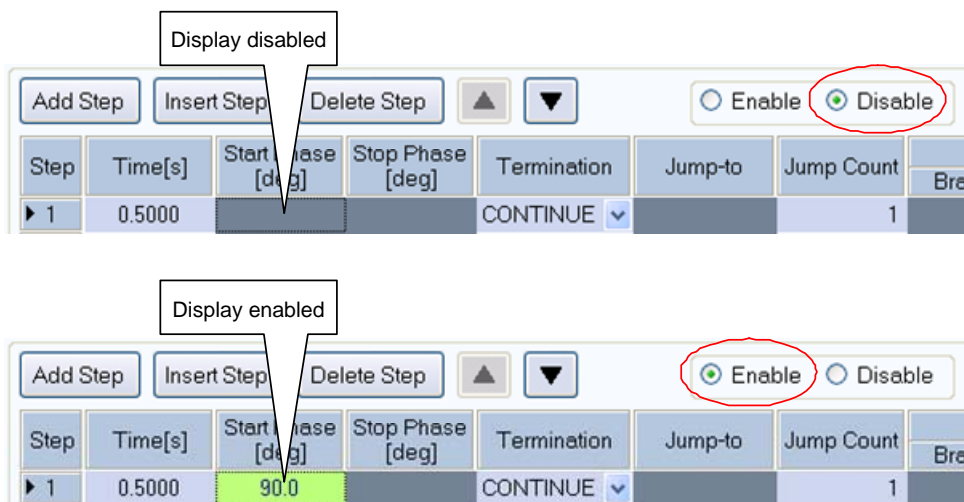 Display disabled
Add Step Insert Step Delete Step Enable Disable
Step Time[s] Start Phase [deg] Stop Phase [deg] Termination Jump-to Jump Count Bra
1 0.5000 CONTINUE 1
Display enabled
Add Step Insert Step Delete Step Enable Disable
Step Time[s] Start Phase [deg] Stop Phase [deg] Termination Jump-to Jump Count Bra
1 0.5000 90.0 CONTINUE 1